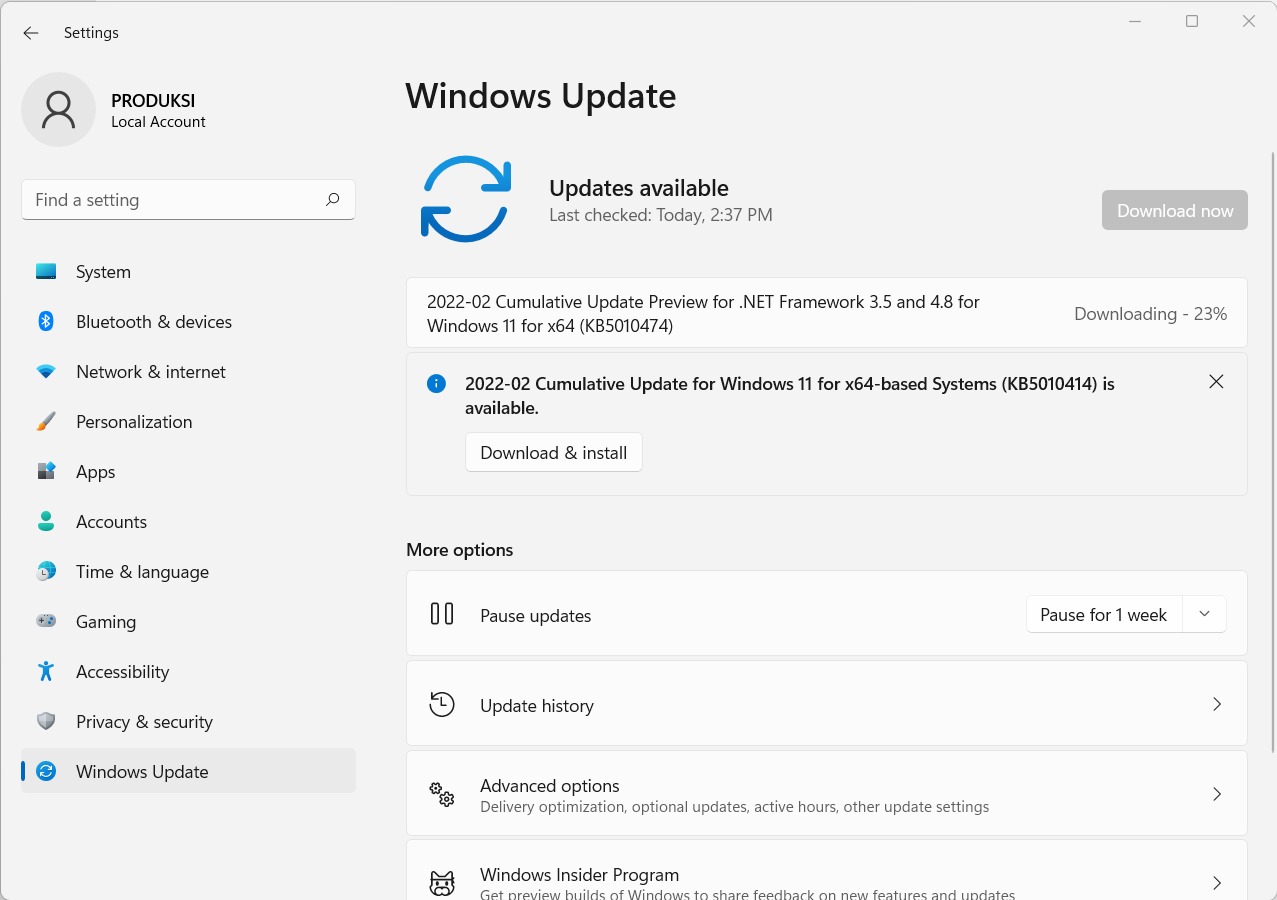 Settings
PRODUKSI
Local Account
Find a setting
System
Bluetooth & devices
Network & internet
Personalization
Apps
Accounts
Time & language
Gaming
Accessibility
Privacy & security
Windows Update
Windows Update
Updates available
Last checked: Today, 2:37 PM
Download now
2022-02 Cumulative Update Preview for .NET Framework 3.5 and 4.8 for
Windows 11 for x64 (KB5010474)
Downloading - 23%
2022-02 Cumulative Update for Windows 11 for x64-based Systems (KB5010414) is
available.
Download & install
More options
Pause updates
Pause for 1 week
Update history
Advanced options
Delivery optimization, optional updates, active hours, other update settings
Windows Insider Program
Get preview builds of Windows to share feedback on new features and updates